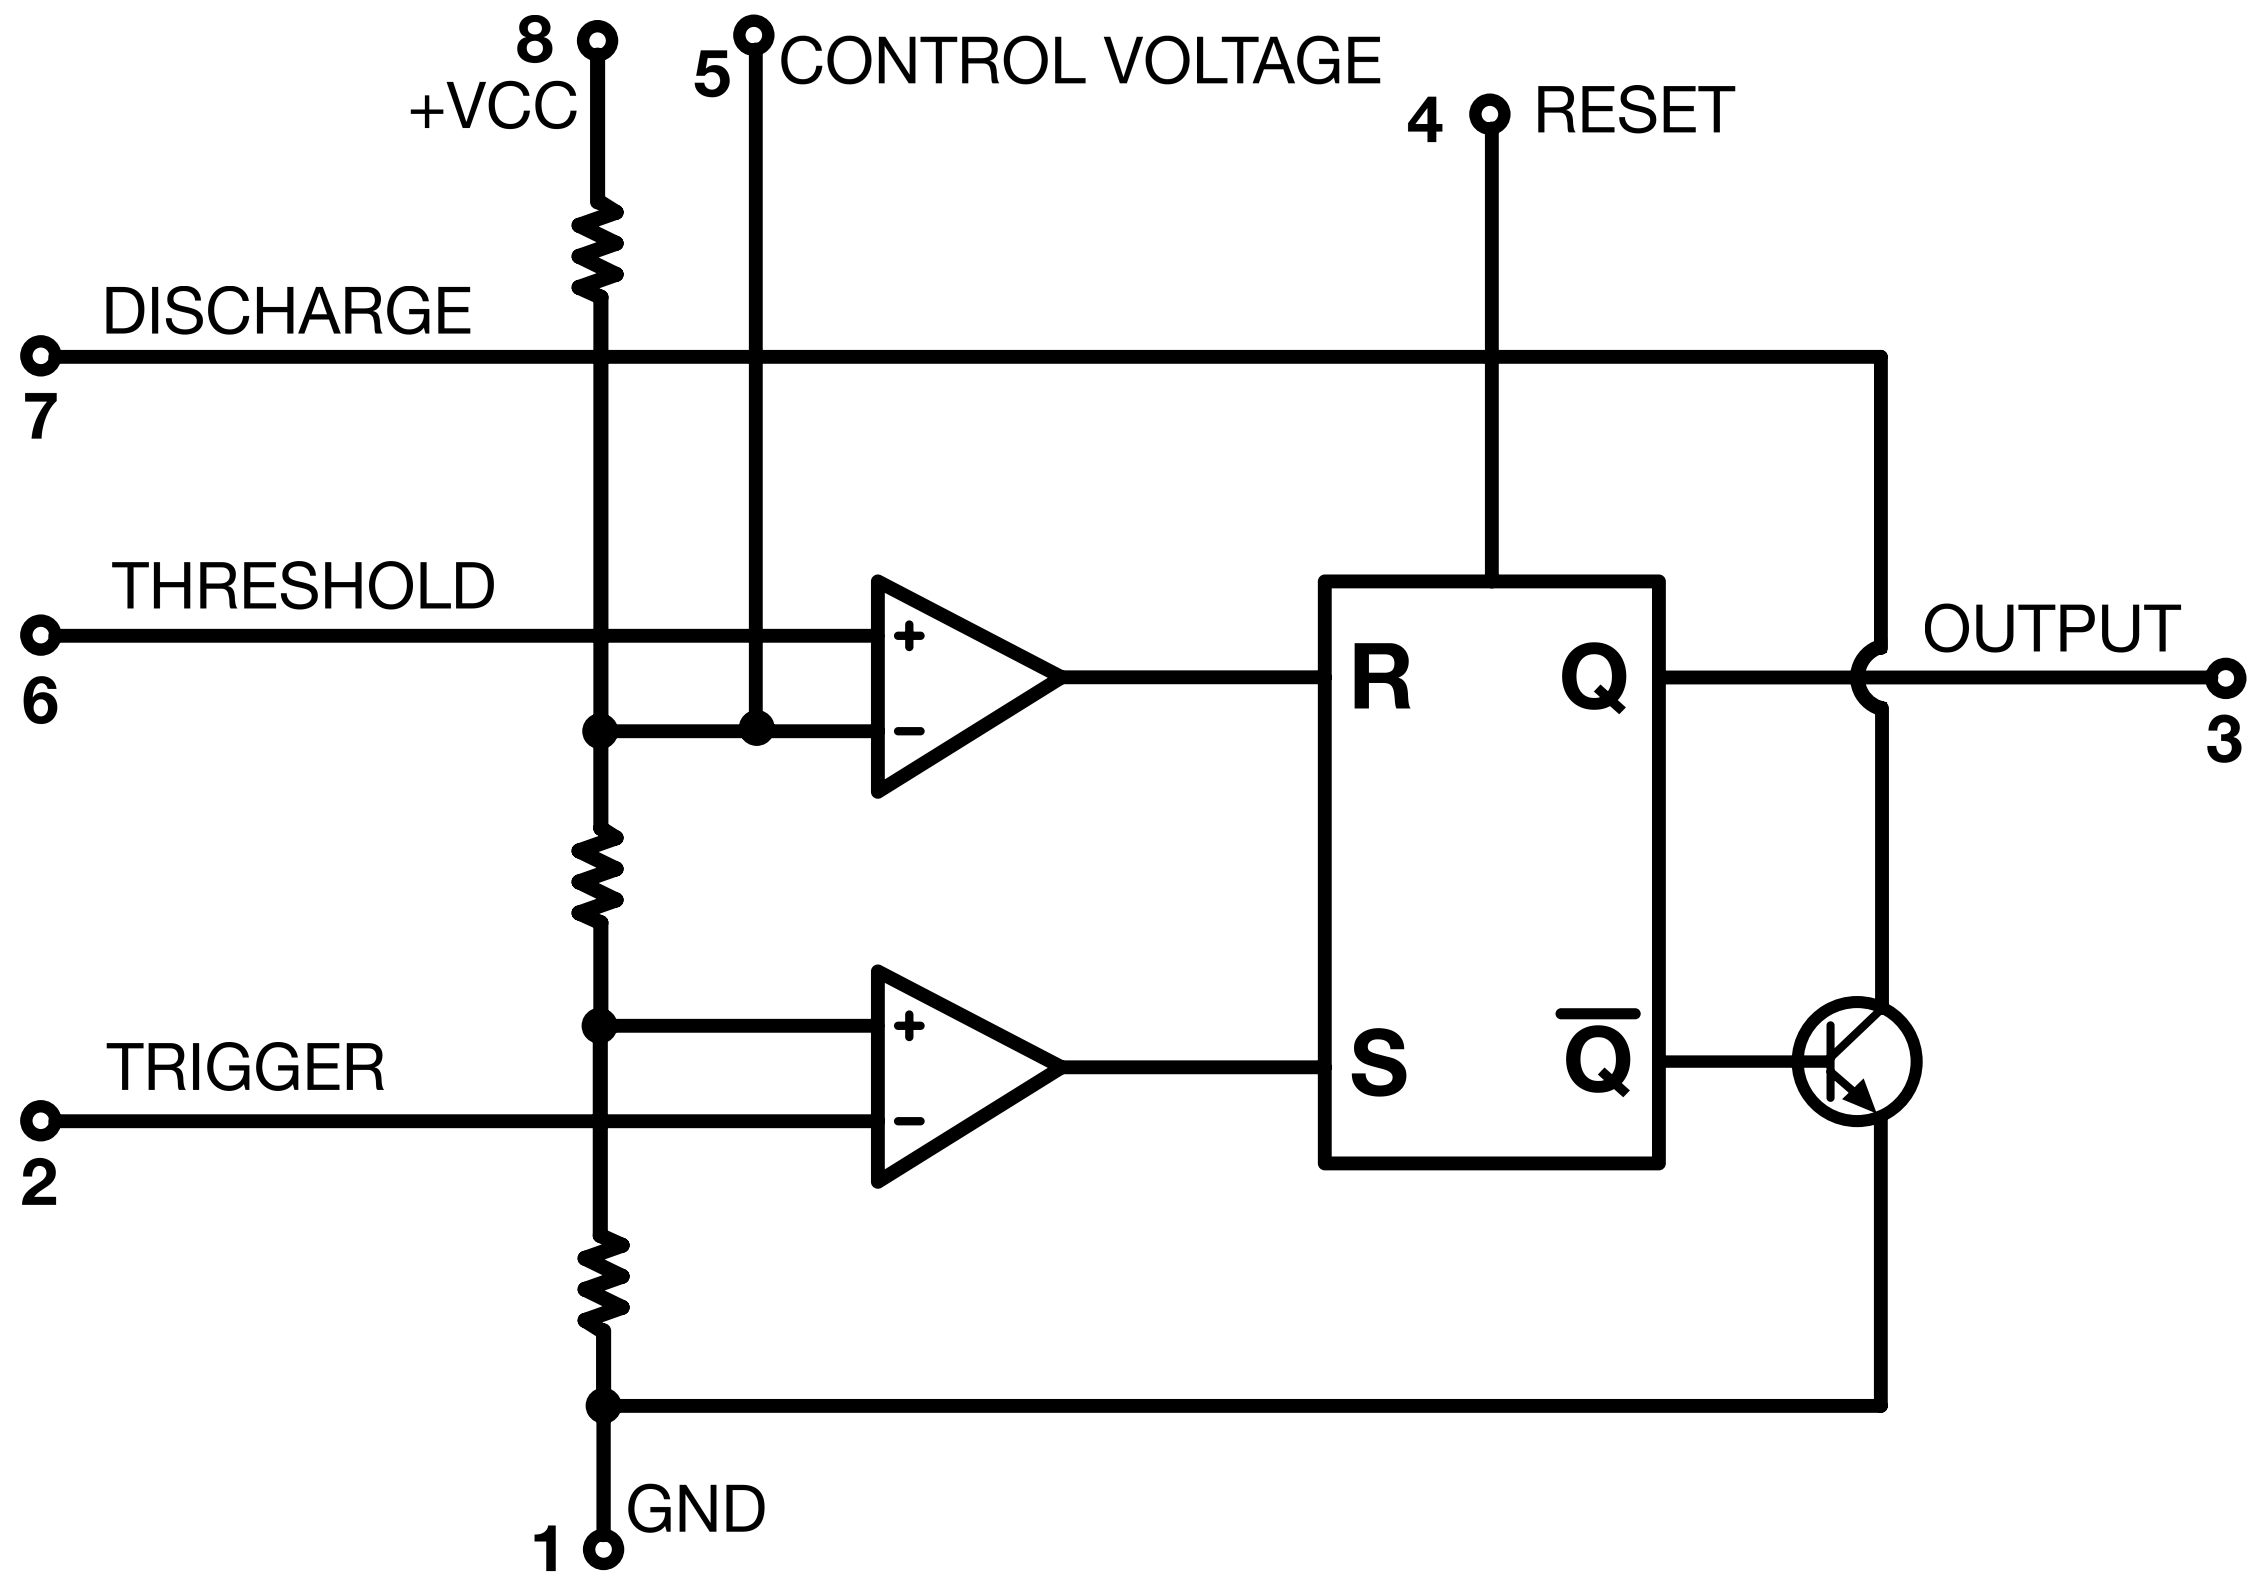 8
+VCC
5
CONTROL VOLTAGE
4
RESET
DISCHARGE
7
THRESHOLD
6
+
−
R
Q
OUTPUT
3
TRIGGER
2
+
−
S
Q̅
GND
1